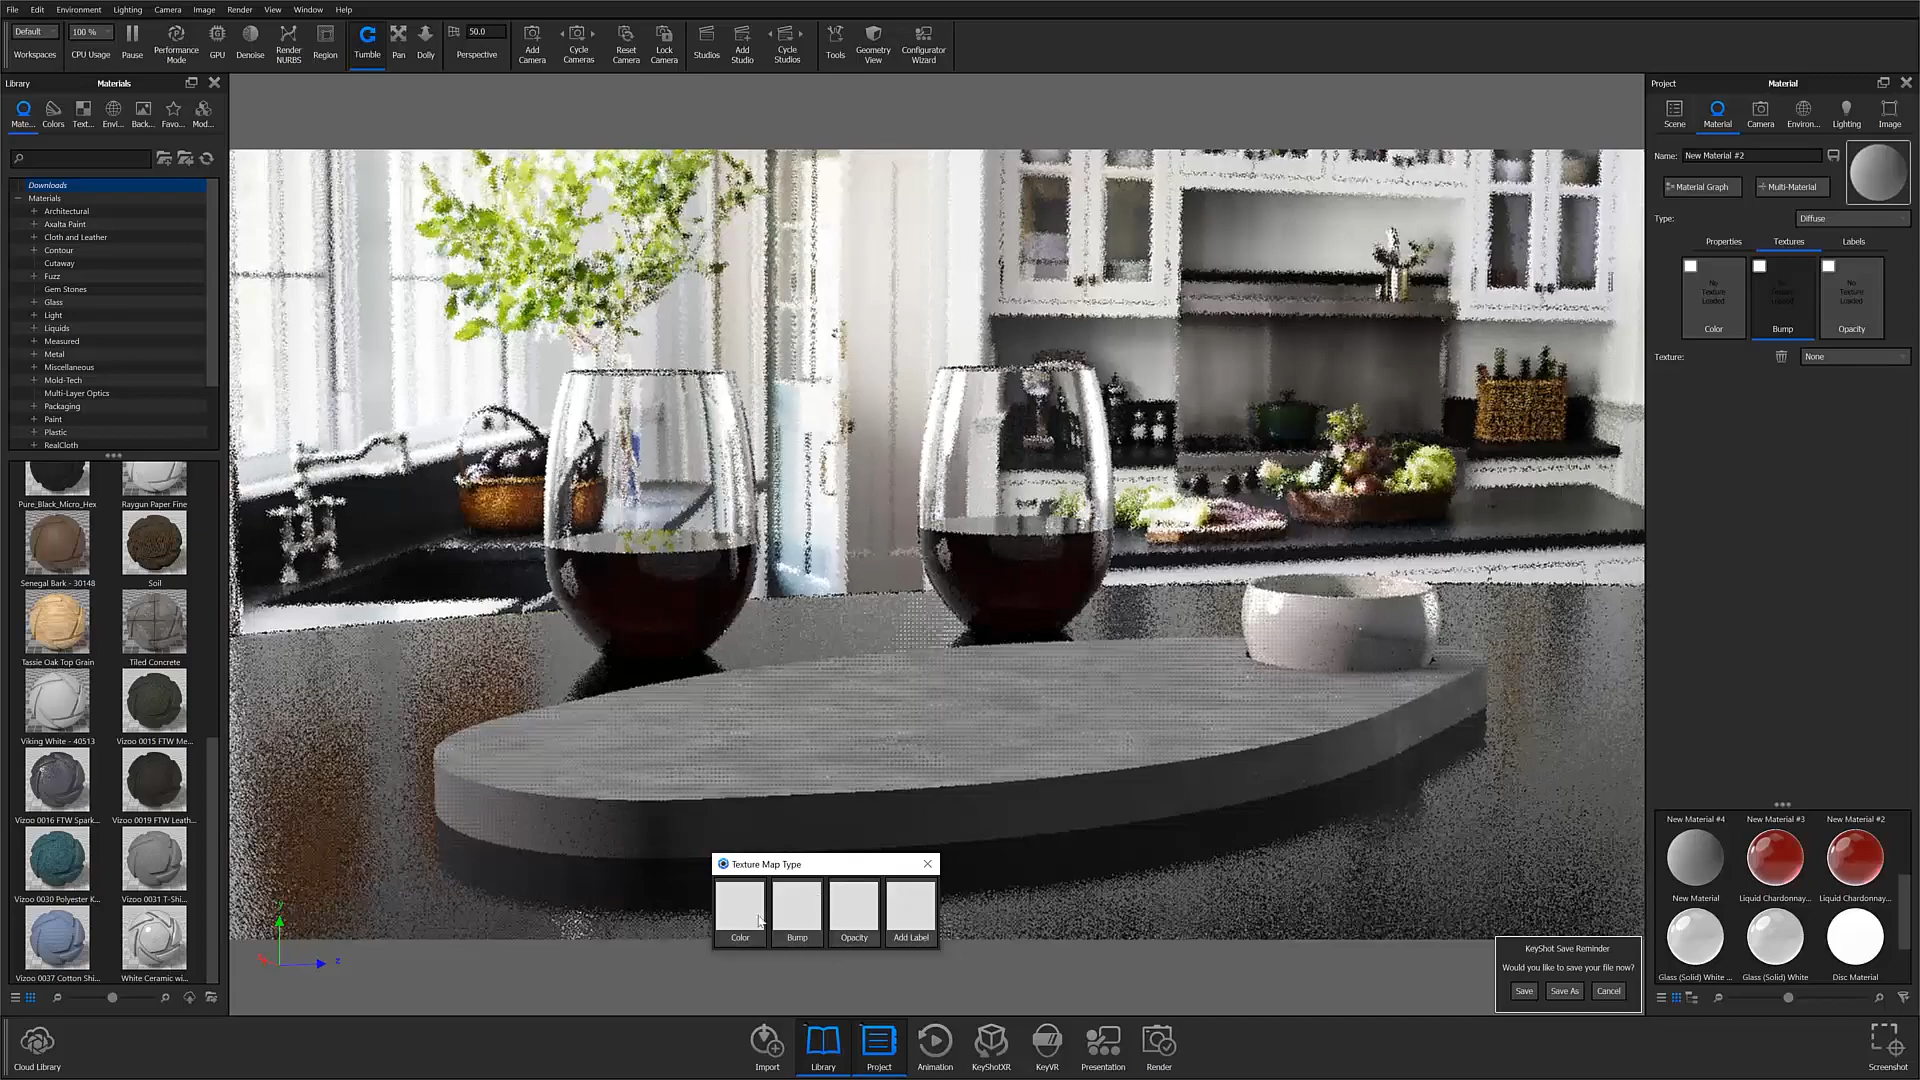 File Edit Environment Lighting Camera Image Render View Window Help
Default 100 % 50.0
Workspaces CPU Usage Pause Performance Mode GPU Denoise Render NURBS Region Tumble Pan Dolly Perspective Add Camera Cycle Cameras Reset Camera Lock Camera Studios Add Studio Cycle Studios Tools Geometry View Configurator Wizard
Library Materials
Mate... Colors Text... Envi... Back... Favo... Mod...
Downloads
Materials
Architectural
Axalta Paint
Cloth and Leather
Contour
Cutaway
Fuzz
Gem Stones
Glass
Light
Liquids
Measured
Metal
Miscellaneous
Mold-Tech
Multi-Layer Optics
Packaging
Paint
Plastic
RealCloth
Pure_Black_Micro_Hex Raygun Paper Fine
Senegal Bark - 30148 Soil
Tassie Oak Top Grain Tiled Concrete
Viking White - 40513 Vizoo 0015 FTW Me...
Vizoo 0016 FTW Spark... Vizoo 0019 FTW Leath...
Vizoo 0030 Polyester K... Vizoo 0031 T-Shi...
Vizoo 0037 Cotton Shi... White Ceramic wi...
y
z
Texture Map Type
Color Bump Opacity Add Label
Project Material
Scene Material Camera Environ... Lighting Image
Name: New Material #2
Material Graph Multi-Material
Type: Diffuse
Properties Textures Labels
No Texture Loaded No Texture Loaded No Texture Loaded
Color Bump Opacity
Texture: None
New Material #4 New Material #3 New Material #2
New Material Liquid Chardonnay... Liquid Chardonnay...
Glass (Solid) White ... Glass (Solid) White Disc Material
KeyShot Save Reminder
Would you like to save your file now?
Save Save As Cancel
Cloud Library Import Library Project Animation KeyShotXR KeyVR Presentation Render Screenshot